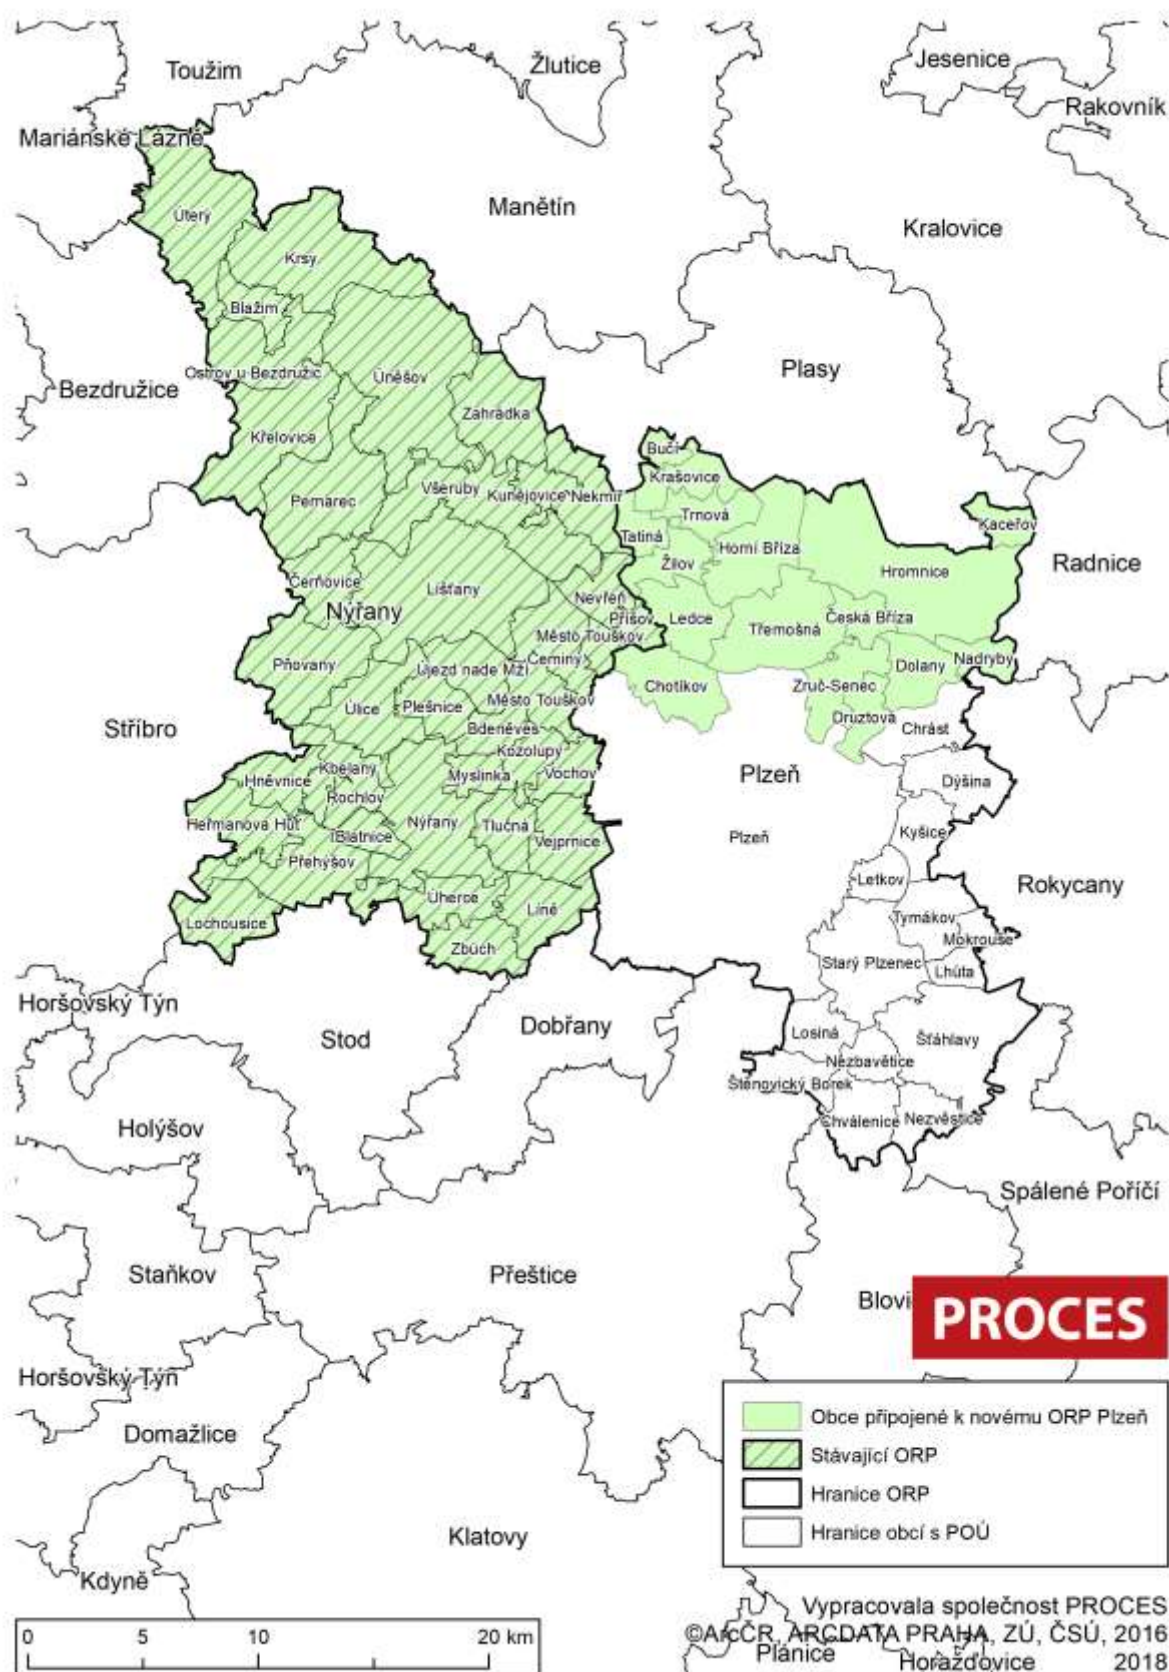 Toužim
Žlutice
Jesenice
Rakovník
Mariánské Lázně
Manětín
Kralovice
Úterý
Krsy
Blažim
Ostrov u Bezdružic
Úněšov
Plasy
Bezdružice
Zahrádka
Křelovice
Bučí
Krašovice
Všeruby
Kunějovice
Nekmíř
Pernarec
Trnová
Kaceřov
Tatiná
Horní Bříza
Žilov
Hromnice
Radnice
Čerňovice
Líšťany
Nýřany
Nevřeň
Příšov
Ledce
Česká Bříza
Třemošná
Město Touškov
Čeminy
Pňovany
Újezd nade Mží
Dolany
Nadryby
Chotíkov
Zruč-Senec
Úlice
Plešnice
Město Touškov
Druztová
Stříbro
Bdeněves
Chrást
Kozolupy
Kbelany
Myslinka
Vochov
Plzeň
Hněvnice
Dýšina
Rochlov
Heřmanova Huť
Nýřany
Tlučná
Blatnice
Vejprnice
Plzeň
Kyšice
Přehýšov
Letkov
Rokycany
Úherce
Líně
Lochousice
Tymákov
Mokrouše
Zbůch
Starý Plzenec
Lhůta
Horšovský Týn
Stod
Dobřany
Losiná
Šťáhlavy
Nezbavětice
Štěnovický Borek
Holýšov
Chválenice
Nezvěstice
Spálené Poříčí
Staňkov
Přeštice
Blovi
PROCES
Horšovský Týn
Domažlice
Obce připojené k novému ORP Plzeň
Stávající ORP
Hranice ORP
Hranice obcí s POÚ
Klatovy
Kdyně
0 5 10 20 km
Vypracovala společnost PROCES
©ArcČR, ARCDATA PRAHA, ZÚ, ČSÚ, 2016
Plánice
Horažďovice
2018